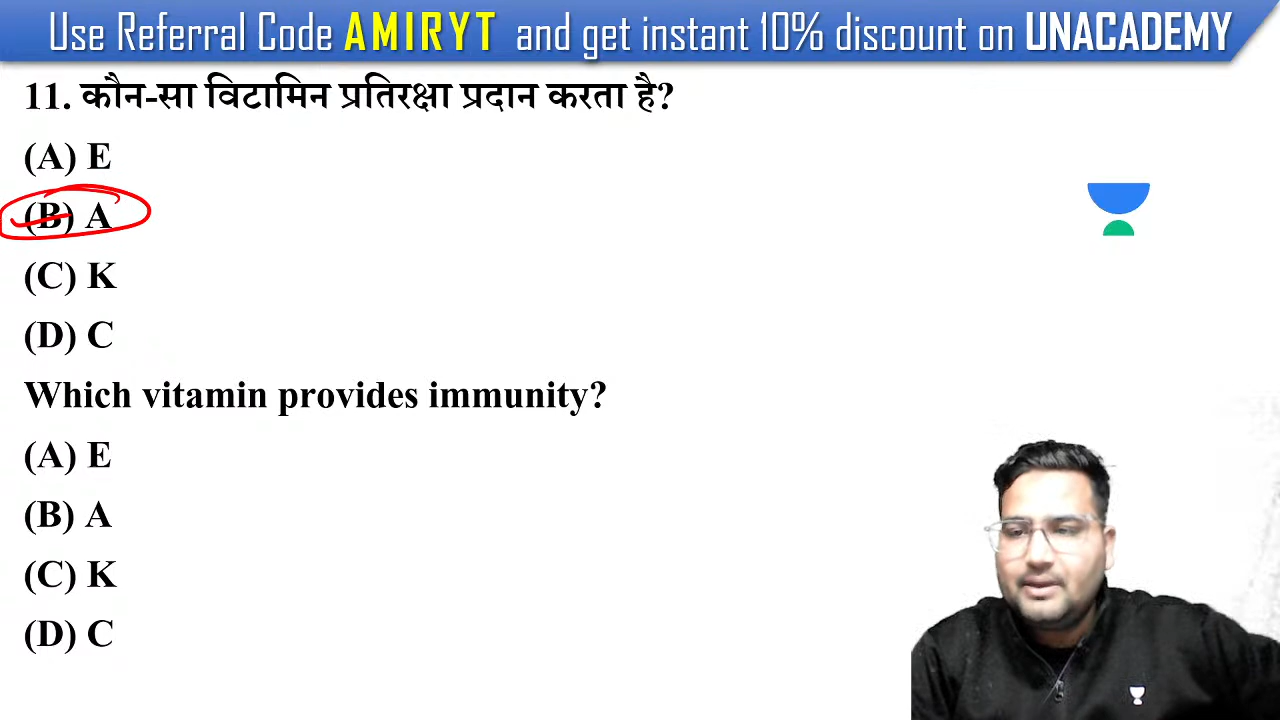 Use Referral Code AMIRYT and get instant 10% discount on UNACADEMY
11. कौन-सा विटामिन प्रतिरक्षा प्रदान करता है?
(A) E
(B) A
(C) K
(D) C
Which vitamin provides immunity?
(A) E
(B) A
(C) K
(D) C